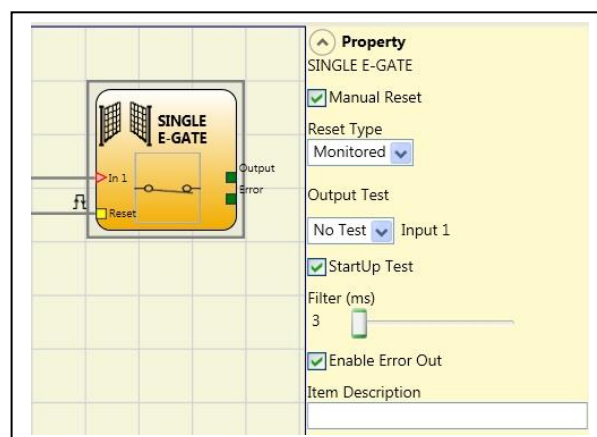 SINGLE
E-GATE
In 1
Reset
Output
Error
Property
SINGLE E-GATE
Manual Reset
Reset Type
Monitored
Output Test
No Test Input 1
StartUp Test
Filter (ms)
3
Enable Error Out
Item Description